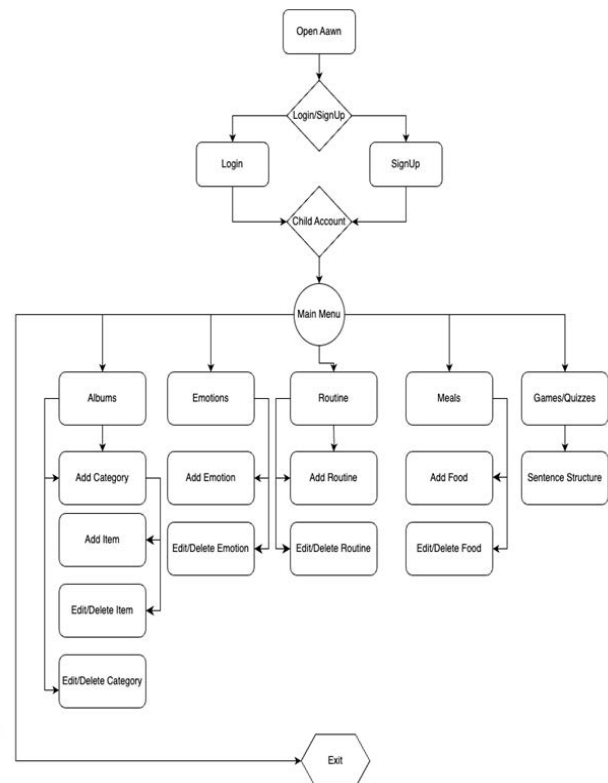 Open Aawn
Login/SignUp
Login
SignUp
Child Account
Main Menu
Albums
Emotions
Routine
Meals
Games/Quizzes
Add Category
Add Emotion
Add Routine
Add Food
Sentence Structure
Add Item
Edit/Delete Emotion
Edit/Delete Routine
Edit/Delete Food
Edit/Delete Item
Edit/Delete Category
Exit